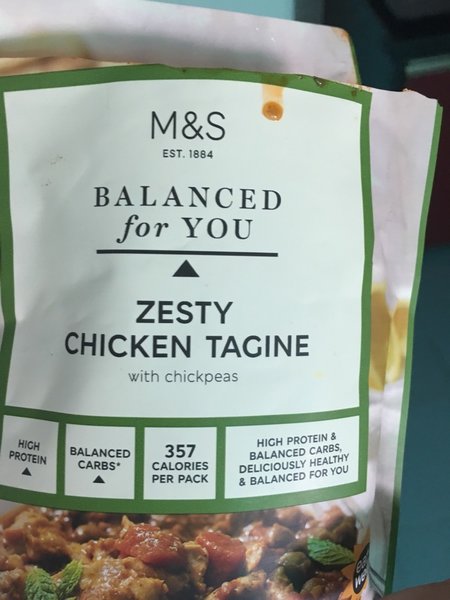 M&S
EST. 1884
BALANCED
for YOU
ZESTY
CHICKEN TAGINE
with chickpeas
HIGH
PROTEIN
BALANCED
CARBS*
357
CALORIES
PER PACK
HIGH PROTEIN &
BALANCED CARBS,
DELICIOUSLY HEALTHY
& BALANCED FOR YOU